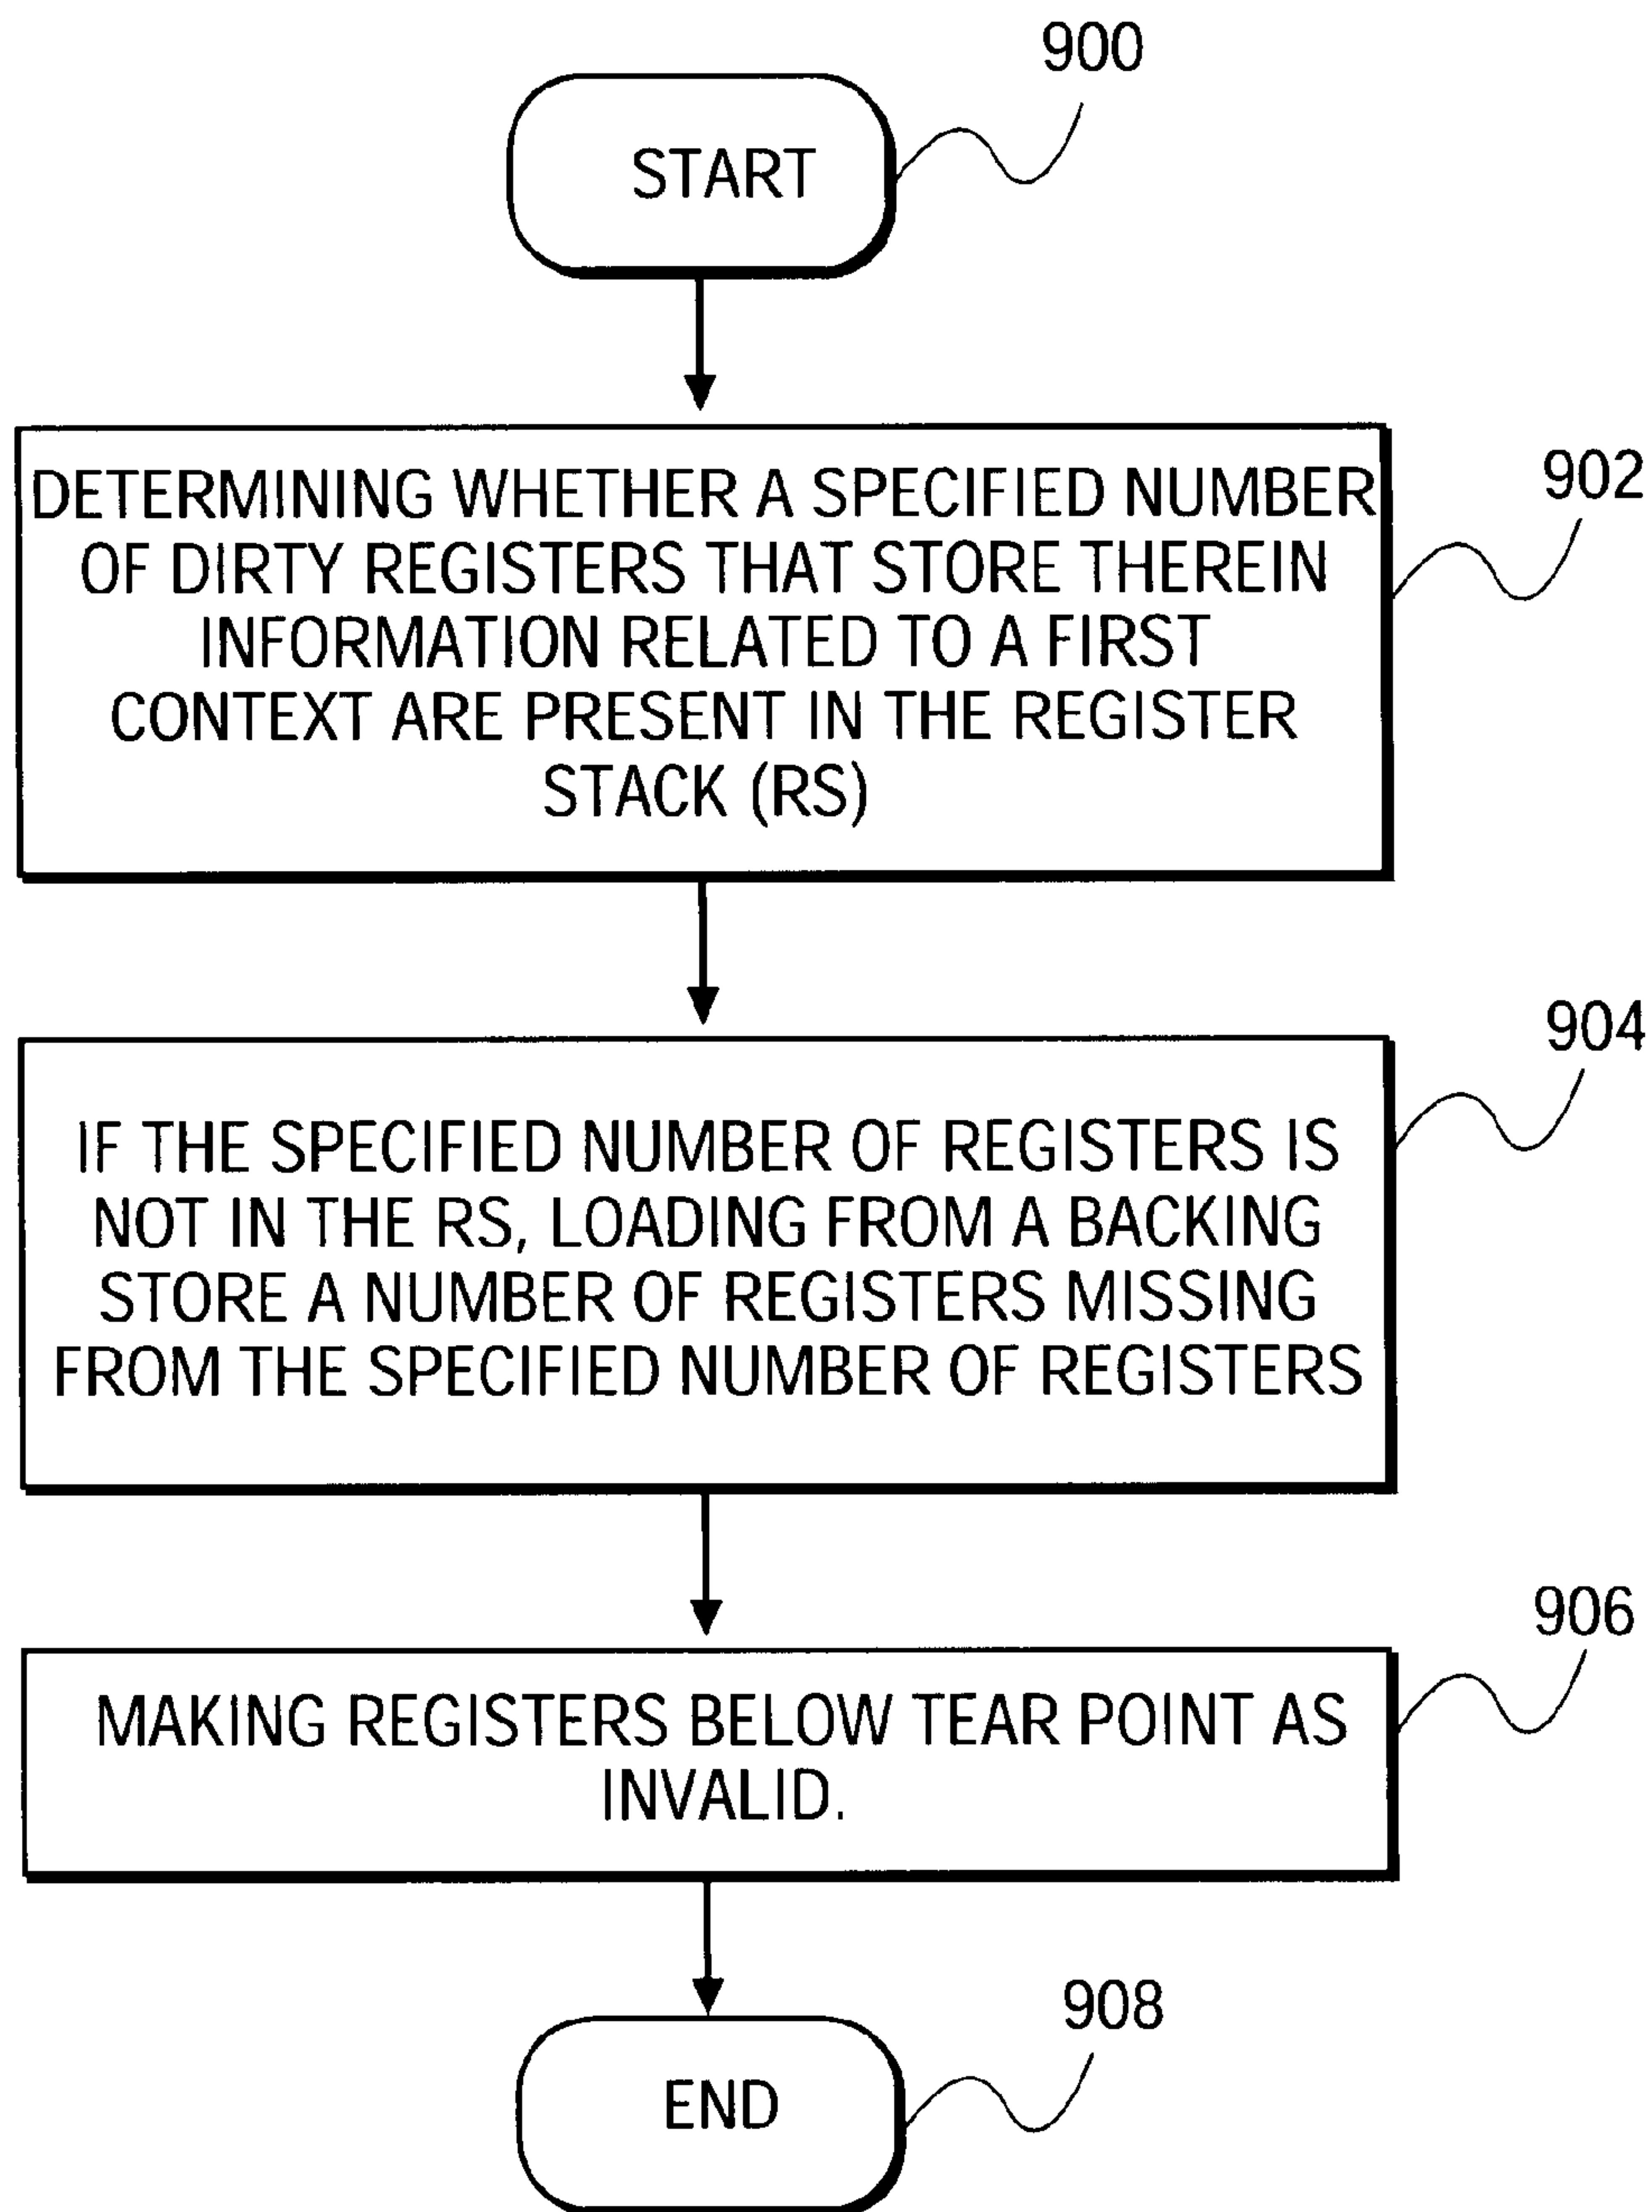 900
START
902
DETERMINING WHETHER A SPECIFIED NUMBER
OF DIRTY REGISTERS THAT STORE THEREIN
INFORMATION RELATED TO A FIRST
CONTEXT ARE PRESENT IN THE REGISTER
STACK (RS)
904
IF THE SPECIFIED NUMBER OF REGISTERS IS
NOT IN THE RS, LOADING FROM A BACKING
STORE A NUMBER OF REGISTERS MISSING
FROM THE SPECIFIED NUMBER OF REGISTERS
906
MAKING REGISTERS BELOW TEAR POINT AS
INVALID.
908
END